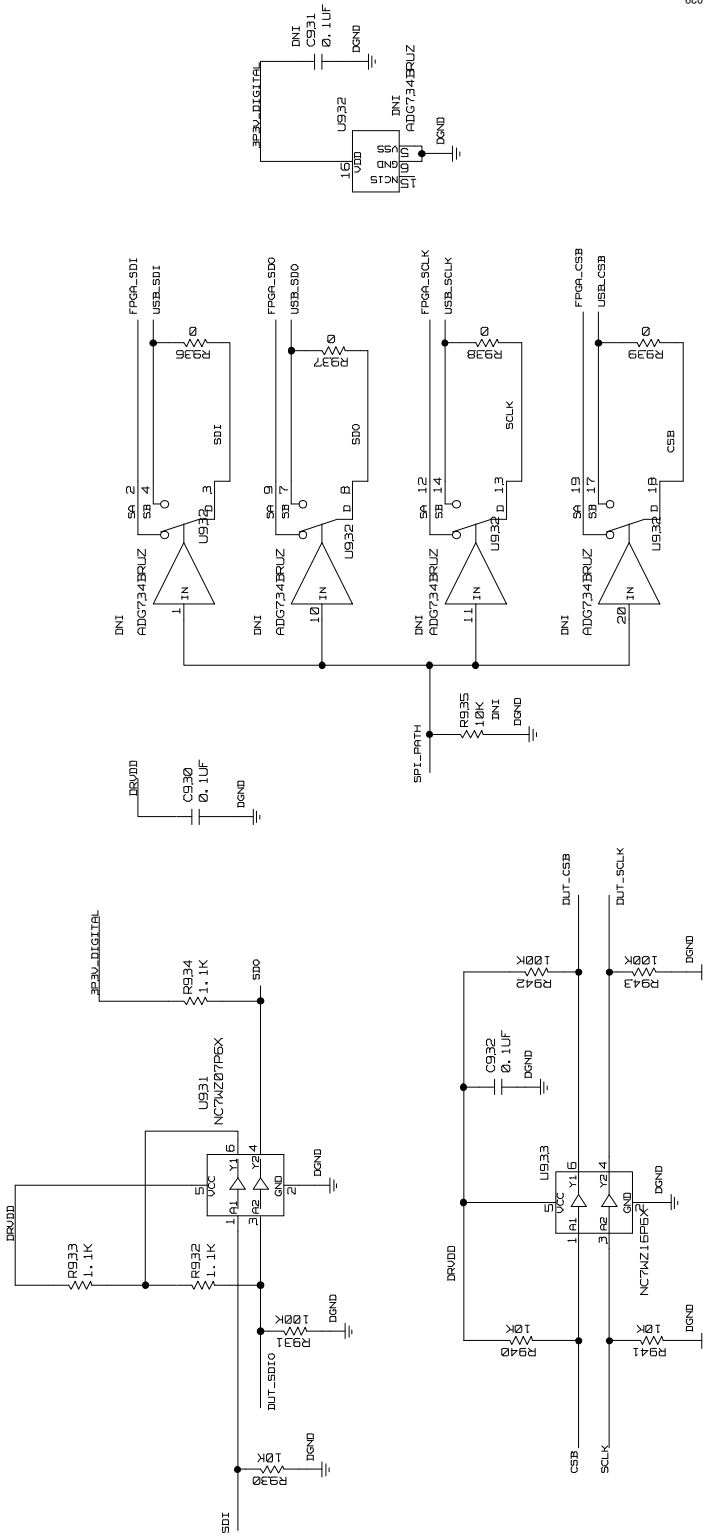 3P3V_DIGITAL
DNI
C931
0.1UF
DGND
U932
16
VDD
NC15
GND
VSS
15
6
5
DNI
ADG734BRUZ
DGND
FPGA_SDI
USB_SDI
R936
0
SDI
2
4
3
SA
SB
D
U932
DNI
ADG734BRUZ
IN
1
FPGA_SDO
USB_SDO
R937
0
SDO
9
7
8
SA
SB
D
U932
DNI
ADG734BRUZ
IN
10
FPGA_SCLK
USB_SCLK
R938
0
SCLK
12
14
13
SA
SB
D
U932
DNI
ADG734BRUZ
IN
11
FPGA_CSB
USB_CSB
R939
0
CSB
19
17
18
SA
SB
D
U932
DNI
ADG734BRUZ
IN
20
SPI_PATH
R935
10K
DNI
DGND
DRVDD
C930
0.1UF
DGND
3P3V_DIGITAL
R934
1.1K
SDO
U931
NC7WZ07P6X
DRVDD
R933
1.1K
R932
1.1K
5
VCC
1
A1
Y1
6
3
A2
Y2
4
GND
2
DGND
R931
100K
DGND
DUT_SDIO
R930
10K
DGND
SDI
DUT_CSB
DUT_SCLK
R942
100K
R943
100K
DGND
C932
0.1UF
DGND
U933
NC7WZ16P6X
DRVDD
5
VCC
1
A1
Y1
6
3
A2
Y2
4
GND
2
DGND
R940
10K
R941
10K
DGND
CSB
SCLK